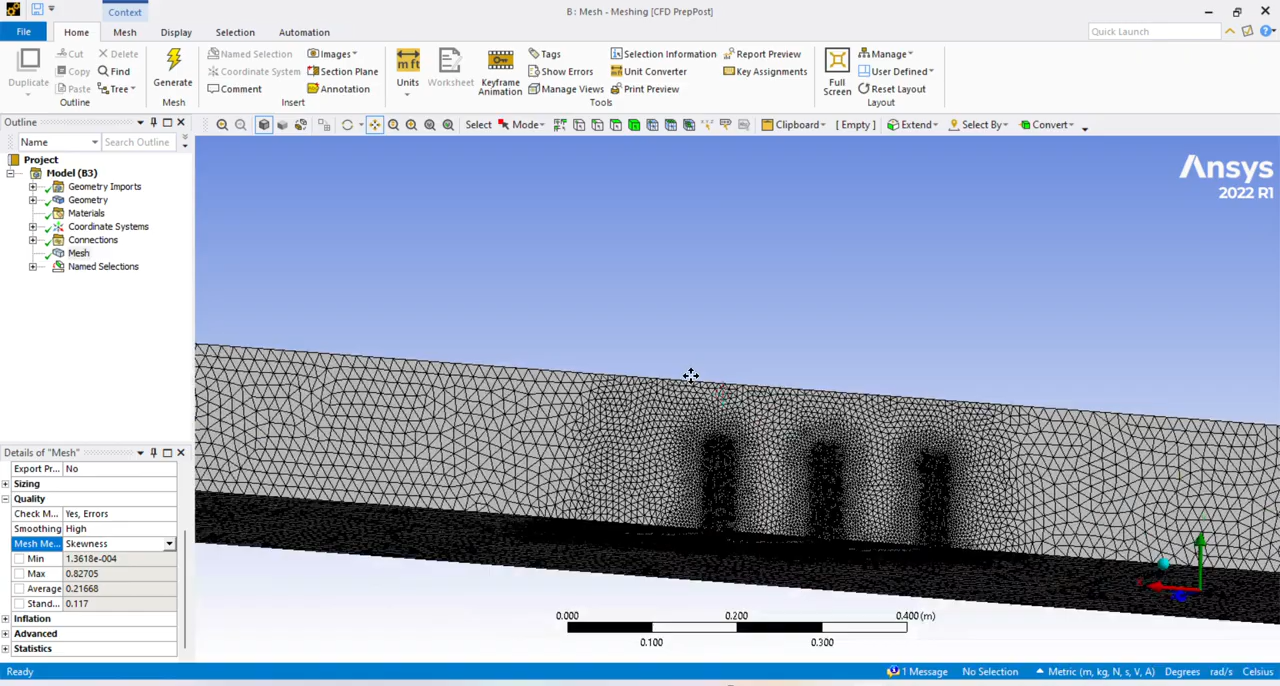 Context
B : Mesh - Meshing [CFD PrepPost]
File Home Mesh Display Selection Automation Quick Launch
Duplicate Cut Copy Paste Delete Find Tree
Outline
Generate
Mesh
Named Selection Coordinate System Comment Images Section Plane Annotation
Insert
Units Worksheet Keyframe Animation Tags Show Errors Manage Views Selection Information Unit Converter Print Preview Report Preview Key Assignments
Tools
Full Screen Manage User Defined Reset Layout
Layout
Select Mode Clipboard [ Empty ] Extend Select By Convert
Outline
Name Search Outline
Project
Model (B3)
Geometry Imports
Geometry
Materials
Coordinate Systems
Connections
Mesh
Named Selections
Ansys
2022 R1
Details of "Mesh"
Export Pr... No
Sizing
Quality
Check M... Yes, Errors
Smoothing High
Mesh Me... Skewness
Min 1.3618e-004
Max 0.82705
Average 0.21668
Stand... 0.117
Inflation
Advanced
Statistics
0.000 0.200 0.400 (m)
0.100 0.300
Ready 1 Message No Selection Metric (m, kg, N, s, V, A) Degrees rad/s Celsius